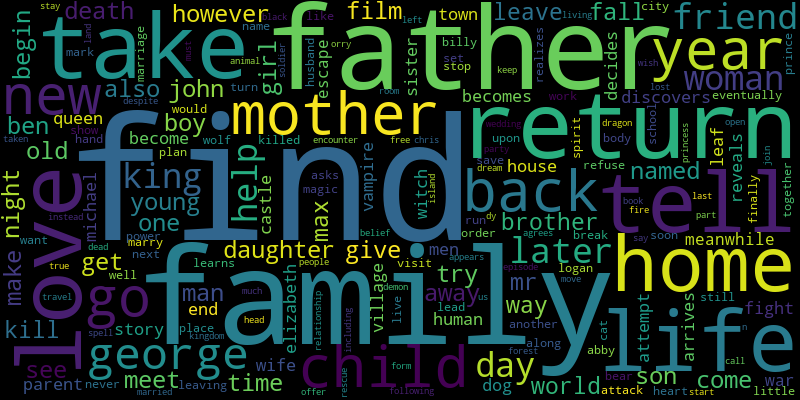 stay
death
however
film
leave
fall
city
black
like
left
living
friend
begin
marriage
take
father
town
land
must
name
girl
escape
husband
orry
sister
billy
stop
set
realizes
decides
year
prince
mark
new
also
john
soldier
animal
mother
keep
woman
wish
lost
becomes
work
discovers
eventually
ben
queen
turn
room
return
despite
would
boy
show
hand
become
wolf
killed
encounter
free
chris
wedding
party
spirit
dragon
body
school
princess
open
join
taken
old
plan
find
help
king
asks
magic
vampire
witch
save
upon
house
refuse
leaf
reveals
finally
together
night
michael
young
castle
max
island
back
dream
named
tell
book
last
fire
part
love
one
power
marry
belief
run
dy
brother
say
soon
instead
want
next
daughter
give
men
order
break
later
meanwhile
make
dead
get
learns
people
visit
agrees
appears
episode
us
home
true
well
family
travel
go
man
much
demon
village
away
try
human
mr
logan
move
still
fight
kill
end
head
elizabeth
relationship
including
live
lead
way
another
along
cat
attempt
arrives
story
place
kingdom
spell
george
child
day
forest
abby
life
n
call
see
parent
never
meet
leaving
time
wife
rescue
form
dog
world
son
come
war
married
offer
following
bear
attack
heart
start
little